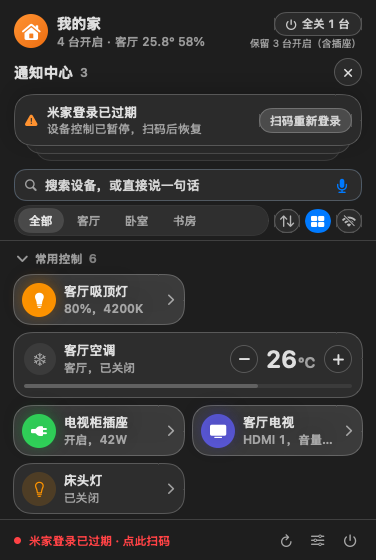 我的家
4 台开启 · 客厅 25.8° 58%
全关 1 台
保留 3 台开启（含插座）
通知中心 3
米家登录已过期
设备控制已暂停，扫码后恢复
扫码重新登录
搜索设备，或直接说一句话
全部 客厅 卧室 书房
常用控制 6
客厅吸顶灯
80%，4200K
客厅空调
客厅，已关闭
26°C
电视柜插座
开启，42W
客厅电视
HDMI 1，音量...
床头灯
已关闭
米家登录已过期 · 点此扫码